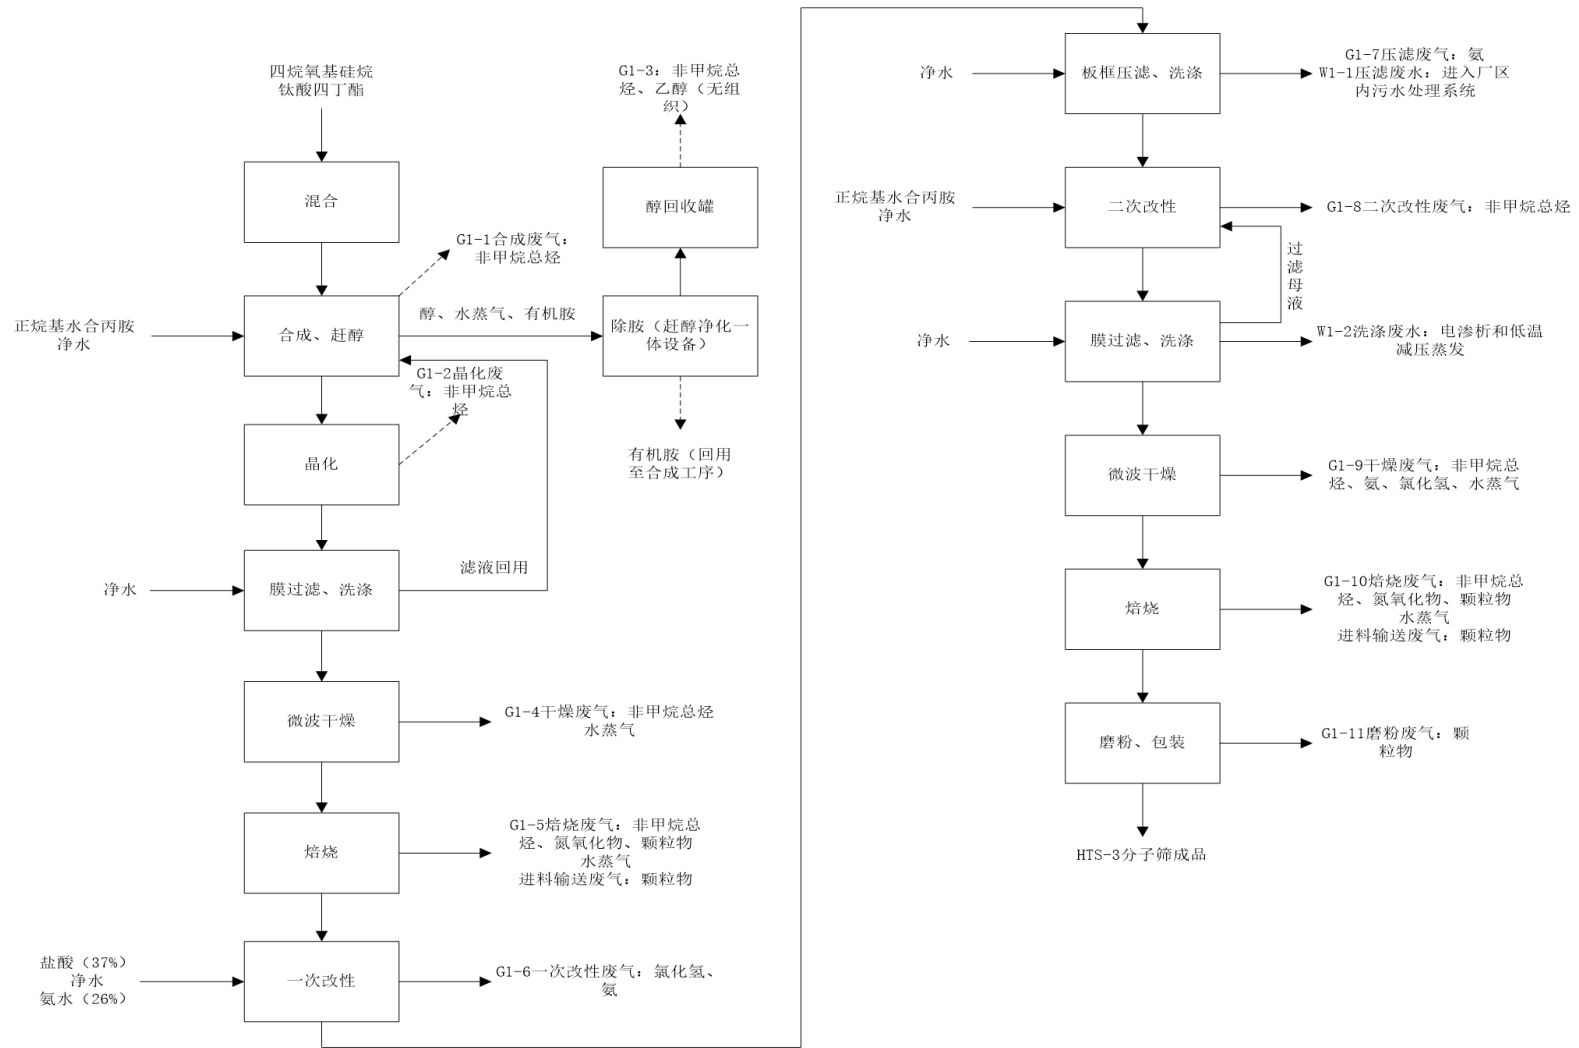 四烷氧基硅烷
钛酸四丁酯
混合
G1-1合成废气：
非甲烷总烃
正烷基水合丙胺
净水
合成、赶醇
醇、水蒸气、有机胺
G1-3：非甲烷总
烃、乙醇（无组
织）
醇回收罐
除胺（赶醇净化一
体设备）
有机胺（回用
至合成工序）
G1-2晶化废
气：非甲烷总
烃
晶化
净水
膜过滤、洗涤
滤液回用
微波干燥
G1-4干燥废气：非甲烷总烃
水蒸气
焙烧
G1-5焙烧废气：非甲烷总
烃、氮氧化物、颗粒物
水蒸气
进料输送废气：颗粒物
盐酸（37%）
净水
氨水（26%）
一次改性
G1-6一次改性废气：氯化氢、
氨
净水
板框压滤、洗涤
G1-7压滤废气：氨
W1-1压滤废水：进入厂区
内污水处理系统
正烷基水合丙胺
净水
二次改性
G1-8二次改性废气：非甲烷总烃
过
滤
母
液
净水
膜过滤、洗涤
W1-2洗涤废水：电渗析和低温
减压蒸发
微波干燥
G1-9干燥废气：非甲烷总
烃、氨、氯化氢、水蒸气
焙烧
G1-10焙烧废气：非甲烷总
烃、氮氧化物、颗粒物
水蒸气
进料输送废气：颗粒物
磨粉、包装
G1-11磨粉废气：颗
粒物
HTS-3分子筛成品